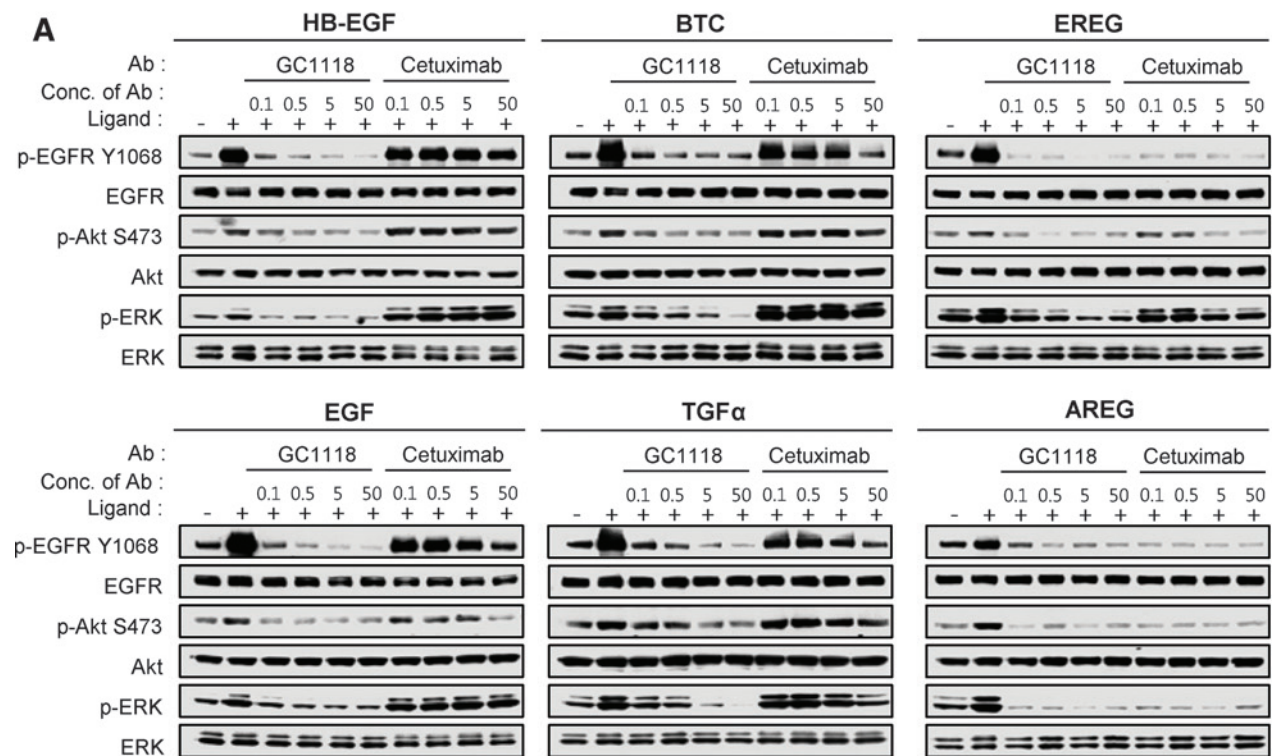 A
HB-EGF BTC EREG
Ab : GC1118 Cetuximab GC1118 Cetuximab GC1118 Cetuximab
Conc. of Ab : 0.1 0.5 5 50 0.1 0.5 5 50 0.1 0.5 5 50 0.1 0.5 5 50 0.1 0.5 5 50 0.1 0.5 5 50
Ligand : - + + + + + + + + + - + + + + + + + + + - + + + + + + + + +
p-EGFR Y1068
EGFR
p-Akt S473
Akt
p-ERK
ERK
EGF TGFα AREG
Ab : GC1118 Cetuximab GC1118 Cetuximab GC1118 Cetuximab
Conc. of Ab : 0.1 0.5 5 50 0.1 0.5 5 50 0.1 0.5 5 50 0.1 0.5 5 50 0.1 0.5 5 50 0.1 0.5 5 50
Ligand : - + + + + + + + + + - + + + + + + + + + - + + + + + + + + +
p-EGFR Y1068
EGFR
p-Akt S473
Akt
p-ERK
ERK